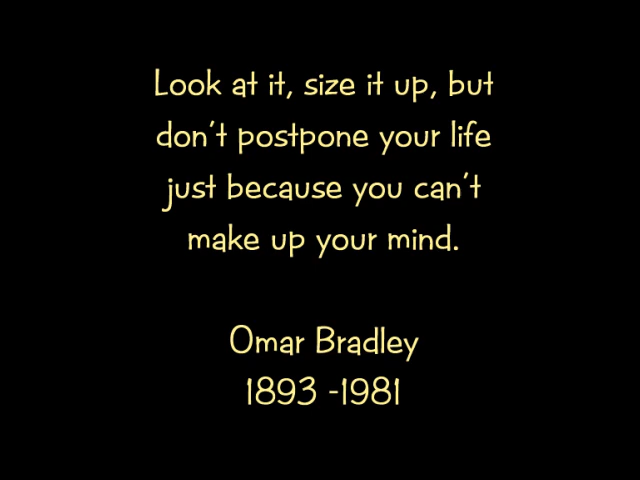 Look at it, size it up, but
don't postpone your life
just because you can't
make up your mind.
Omar Bradley
1893 -1981